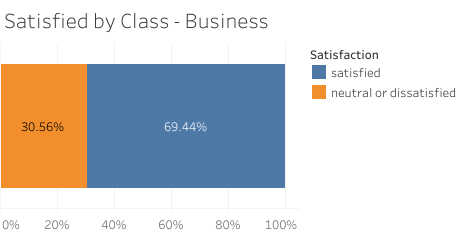 Satisfied by Class - Business
Satisfaction
satisfied
neutral or dissatisfied
30.56% 69.44%
0% 20% 40% 60% 80% 100%